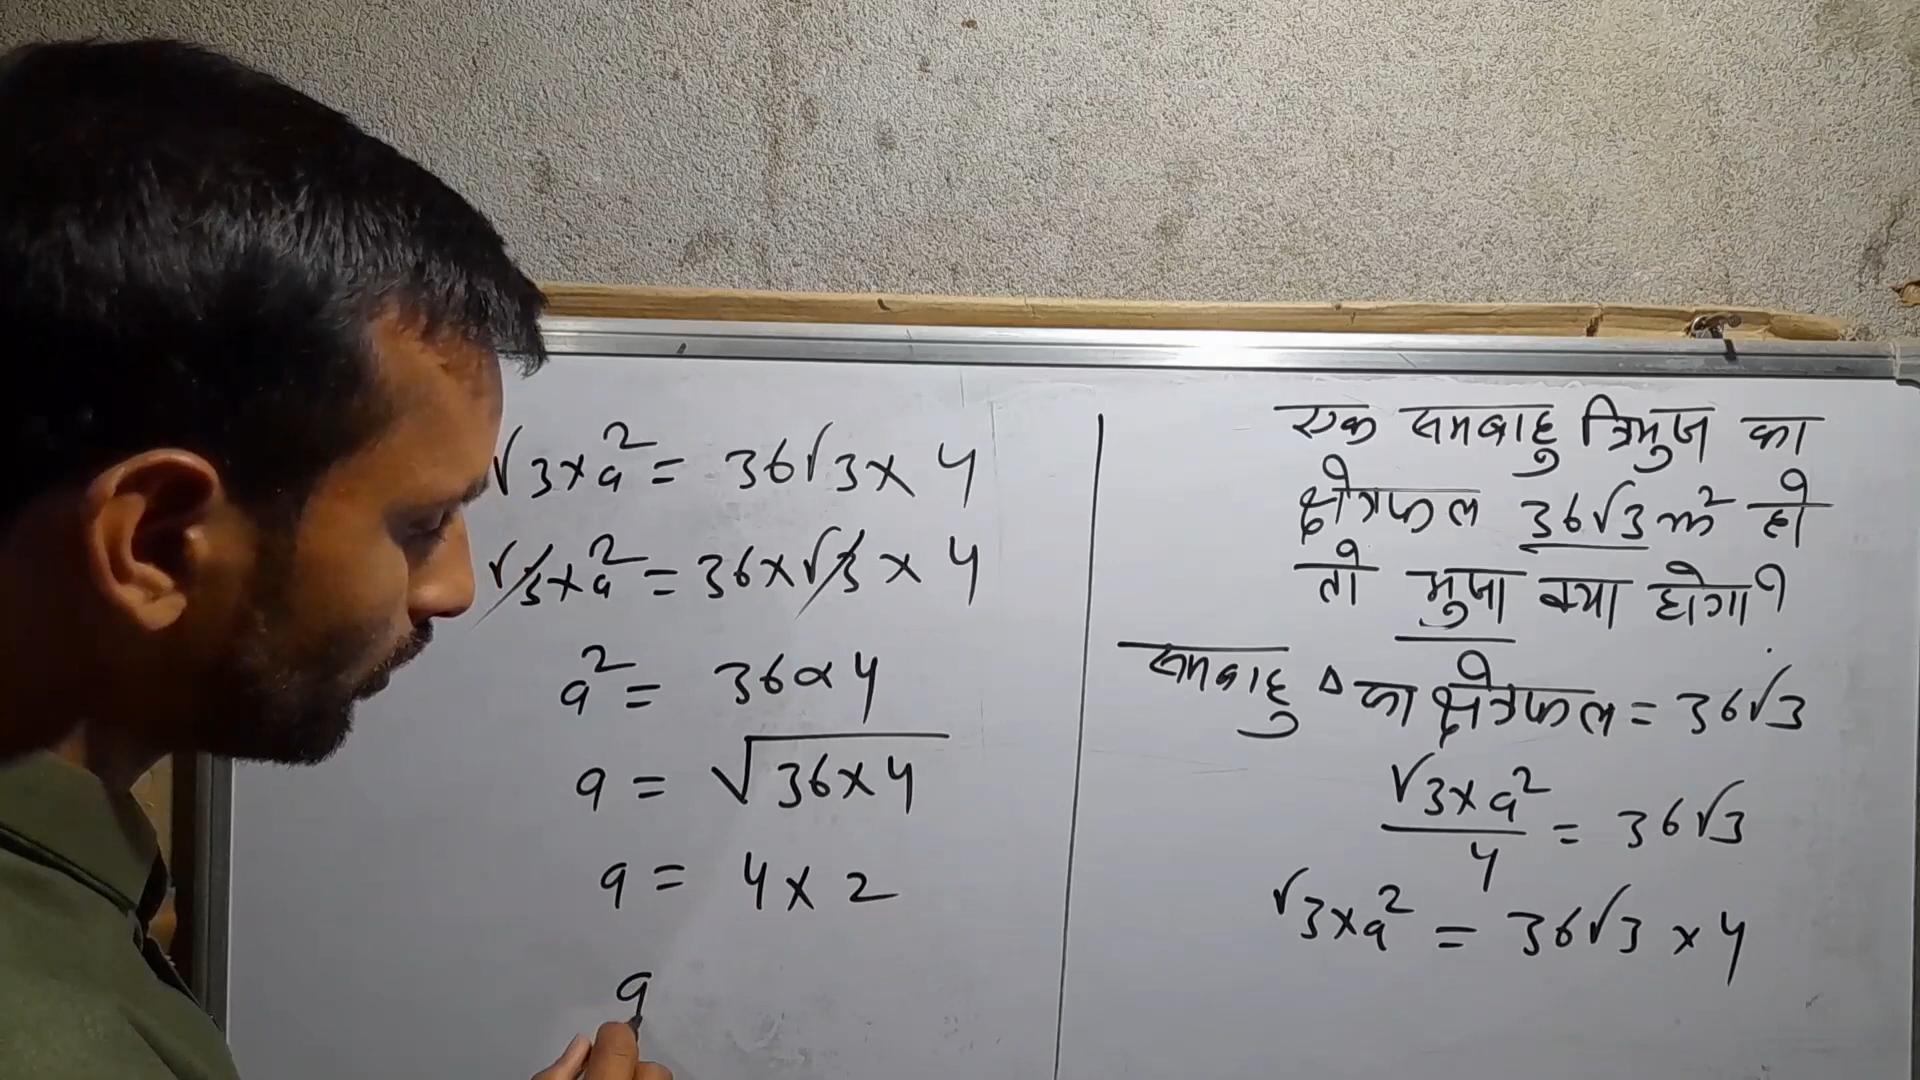 एक समबाहु त्रिभुज का
क्षेत्रफल 36√3 m² हो
तो भुजा क्या होगा?
समबाहु Δ का क्षेत्रफल = 36√3
√3×a²/4 = 36√3
√3×a² = 36√3 × 4
√3×a² = 36√3 × 4
√3×a² = 36×√3 × 4
a² = 36×4
a = √36×4
a = 4 × 2
a